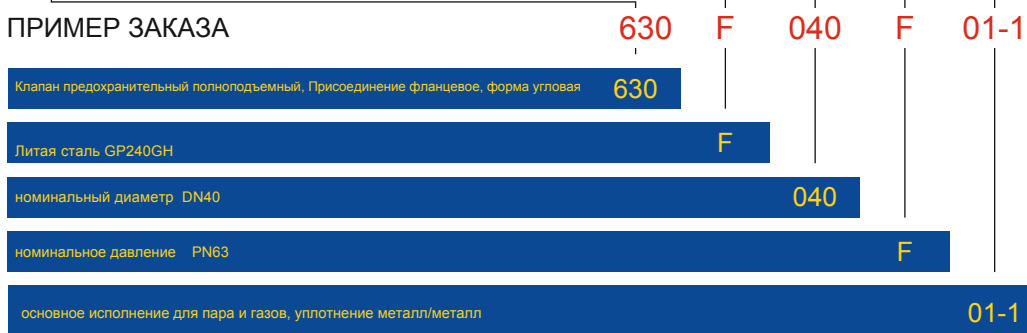 ПРИМЕР ЗАКАЗА 630 F 040 F 01-1
Клапан предохранительный полноподъемный, Присоединение фланцевое, форма угловая 630
Литая сталь GP240GH F
номинальный диаметр DN40 040
номинальное давление PN63 F
основное исполнение для пара и газов, уплотнение металл/металл 01-1